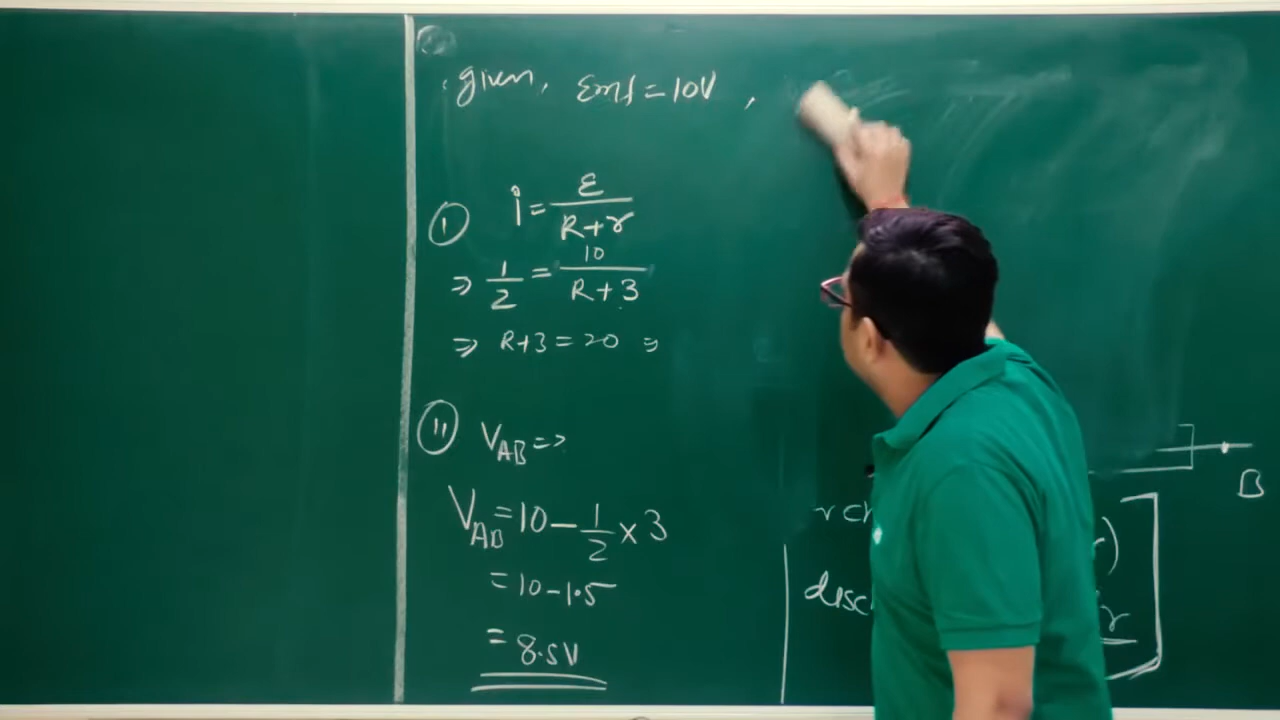 given, Emf = 10V ,
① i = ε / R+r
⇒ 1/2 = 10 / R+3
⇒ R+3 = 20 ⇒
⑪ V_AB =>
V_AB = 10 - 1/2 × 3
= 10 - 1.5
= 8.5V
B
r)
disc
r